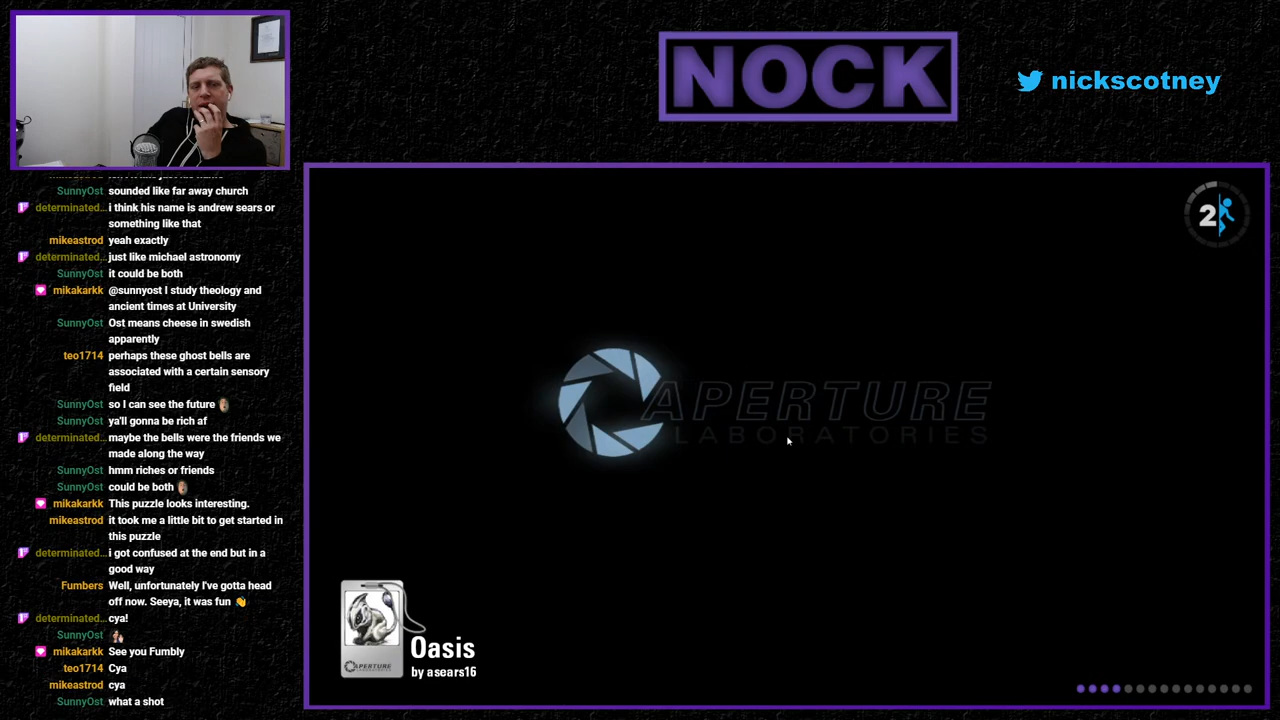 NOCK
nickscotney
SunnyOst sounded like far away church
determined... i think his name is andrew sears or
something like that
mikeastrod yeah exactly
determined... just like michael astronomy
SunnyOst it could be both
mikakarkk @sunnyost I study theology and
ancient times at University
SunnyOst Ost means cheese in swedish
apparently
teo1714 perhaps these ghost bells are
associated with a certain sensory
field
SunnyOst so I can see the future
SunnyOst ya'll gonna be rich af
determined... maybe the bells were the friends we
made along the way
SunnyOst hmm riches or friends
SunnyOst could be both
mikakarkk This puzzle looks interesting.
mikeastrod it took me a little bit to get started in
this puzzle
determined... i got confused at the end but in a
good way
Fumbers Well, unfortunately I've gotta head
off now. Seeya, it was fun 👋
determined... cya!
SunnyOst
mikakarkk See you Fumbly
teo1714 Cya
mikeastrod cya
SunnyOst what a shot
2
APERTURE
LABORATORIES
APERTURE
Oasis
by asears16